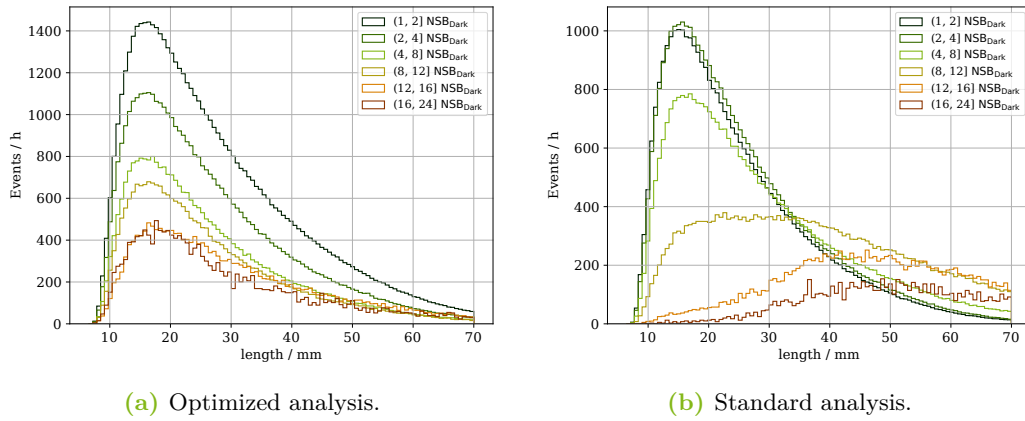 1400
1200
1000
800
600
400
200
0
Events / h
10 20 30 40 50 60 70
length / mm
(1, 2] NSB_Dark
(2, 4] NSB_Dark
(4, 8] NSB_Dark
(8, 12] NSB_Dark
(12, 16] NSB_Dark
(16, 24] NSB_Dark
(a) Optimized analysis.
1000
800
600
400
200
0
Events / h
10 20 30 40 50 60 70
length / mm
(1, 2] NSB_Dark
(2, 4] NSB_Dark
(4, 8] NSB_Dark
(8, 12] NSB_Dark
(12, 16] NSB_Dark
(16, 24] NSB_Dark
(b) Standard analysis.